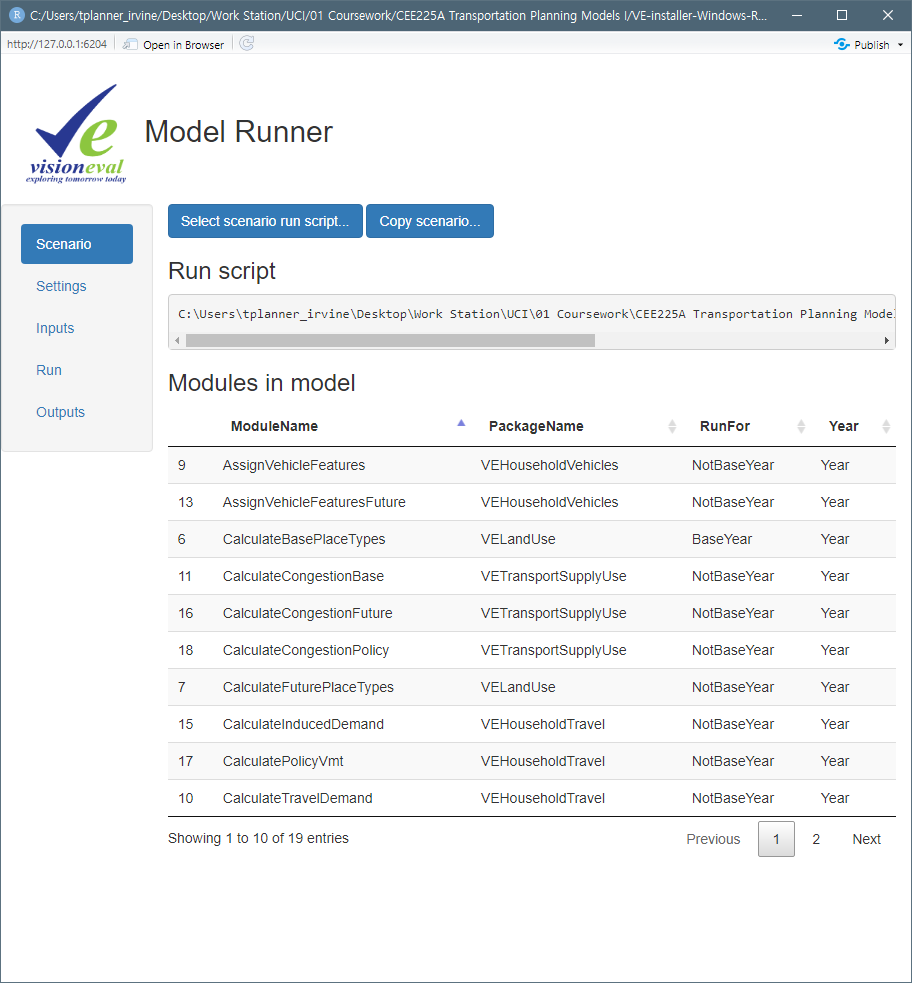 R C:/Users/tplanner_irvine/Desktop/Work Station/UCI/01 Coursework/CEE225A Transportation Planning Models I/VE-installer-Windows-R...
http://127.0.0.1:6204 Open in Browser Publish
visioneval
exploring tomorrow today
Model Runner
Scenario
Settings
Inputs
Run
Outputs
Select scenario run script... Copy scenario...
Run script
C:\Users\tplanner_irvine\Desktop\Work Station\UCI\01 Coursework\CEE225A Transportation Planning Model
Modules in model
ModuleName PackageName RunFor Year
9 AssignVehicleFeatures VEHouseholdVehicles NotBaseYear Year
13 AssignVehicleFeaturesFuture VEHouseholdVehicles NotBaseYear Year
6 CalculateBasePlaceTypes VELandUse BaseYear Year
11 CalculateCongestionBase VETransportSupplyUse NotBaseYear Year
16 CalculateCongestionFuture VETransportSupplyUse NotBaseYear Year
18 CalculateCongestionPolicy VETransportSupplyUse NotBaseYear Year
7 CalculateFuturePlaceTypes VELandUse NotBaseYear Year
15 CalculateInducedDemand VEHouseholdTravel NotBaseYear Year
17 CalculatePolicyVmt VEHouseholdTravel NotBaseYear Year
10 CalculateTravelDemand VEHouseholdTravel NotBaseYear Year
Showing 1 to 10 of 19 entries Previous 1 2 Next